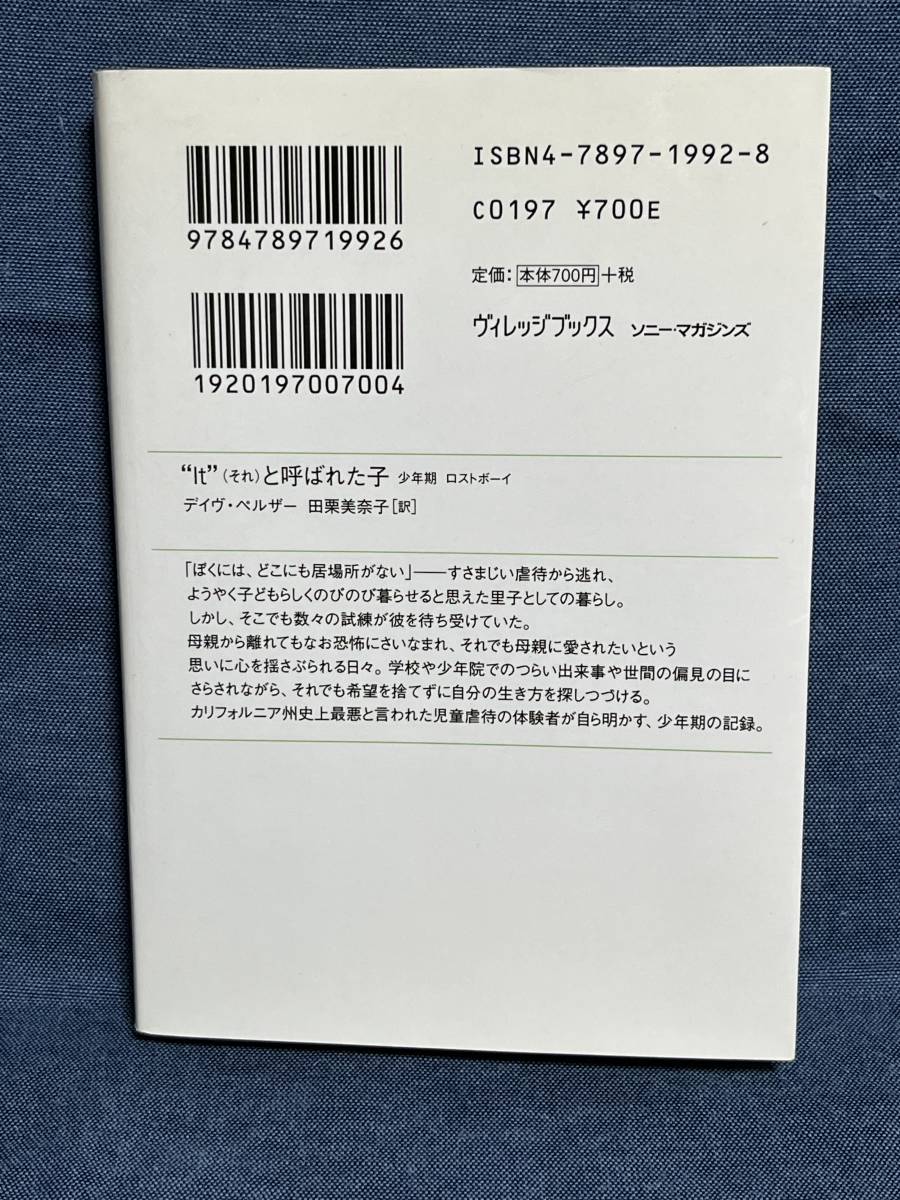 9784789719926
1920197007004
ISBN4-7897-1992-8
C0197 ¥700E
定価：本体700円+税
ヴィレッジブックス ソニー・マガジンズ
“It”（それ）と呼ばれた子 少年期 ロストボーイ
デイヴ・ペルザー 田栗美奈子［訳］
「ぼくには、どこにも居場所がない」――すさまじい虐待から逃れ、
ようやく子どもらしくのびのび暮らせると思えた里子としての暮らし。
しかし、そこでも数々の試練が彼を待ち受けていた。
母親から離れてもなお恐怖にさいなまれ、それでも母親に愛されたいという
思いに心を揺さぶられる日々。学校や少年院でのつらい出来事や世間の偏見の目に
さらされながら、それでも希望を捨てずに自分の生き方を探しつづける。
カリフォルニア州史上最悪と言われた児童虐待の体験者が自ら明かす、少年期の記録。